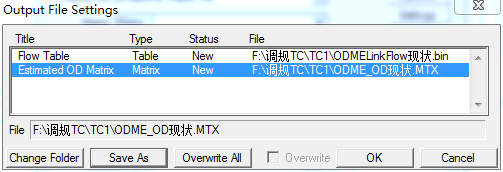 Output File Settings
Title Type Status File
Flow Table Table New F:\调规TC\TC1\ODMELinkFlow现状.bin
Estimated OD Matrix Matrix New F:\调规TC\TC1\ODME_OD现状.MTX
File F:\调规TC\TC1\ODME_OD现状.MTX
Change Folder Save As Overwrite All Overwrite OK Cancel